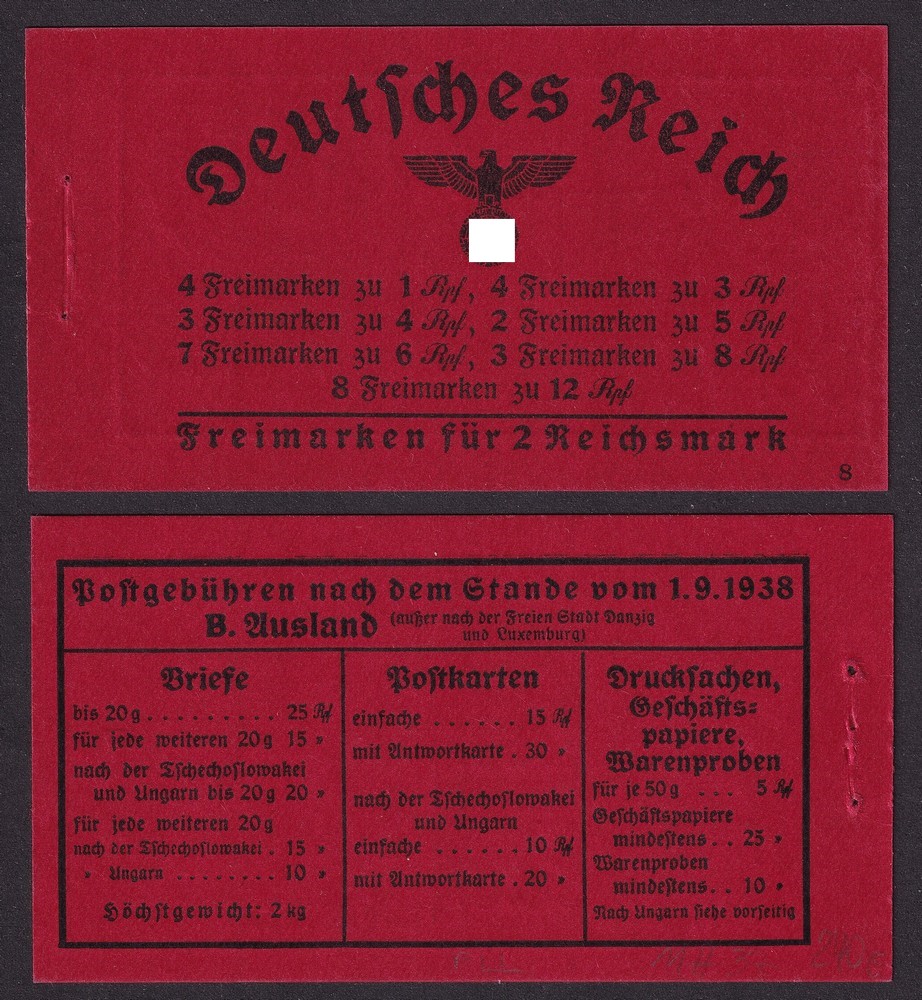 Deutsches Reich
4 Freimarken zu 1 Rpf, 4 Freimarken zu 3 Rpf
3 Freimarken zu 4 Rpf, 2 Freimarken zu 5 Rpf
7 Freimarken zu 6 Rpf, 3 Freimarken zu 8 Rpf
8 Freimarken zu 12 Rpf
Freimarken für 2 Reichsmark
8
Postgebühren nach dem Stande vom 1.9.1938
B. Ausland (außer nach der Freien Stadt Danzig
und Luxemburg)
Briefe
bis 20 g . . . . . . . . . 25 Rpf
für jede weiteren 20 g 15 »
nach der Tschechoslowakei
und Ungarn bis 20 g 20 »
für jede weiteren 20 g
nach der Tschechoslowakei . 15 »
» Ungarn . . . . . . . . 10 »
Höchstgewicht: 2 kg
Postkarten
einfache . . . . . . 15 Rpf
mit Antwortkarte . 30 »
nach der Tschechoslowakei
und Ungarn
einfache . . . . . . 10 Rpf
mit Antwortkarte . 20 »
Drucksachen,
Geschäfts-
papiere,
Warenproben
für je 50 g . . . 5 Rpf
Geschäftspapiere
mindestens . . 25 »
Warenproben
mindestens . . 10 »
Nach Ungarn siehe vorseitig